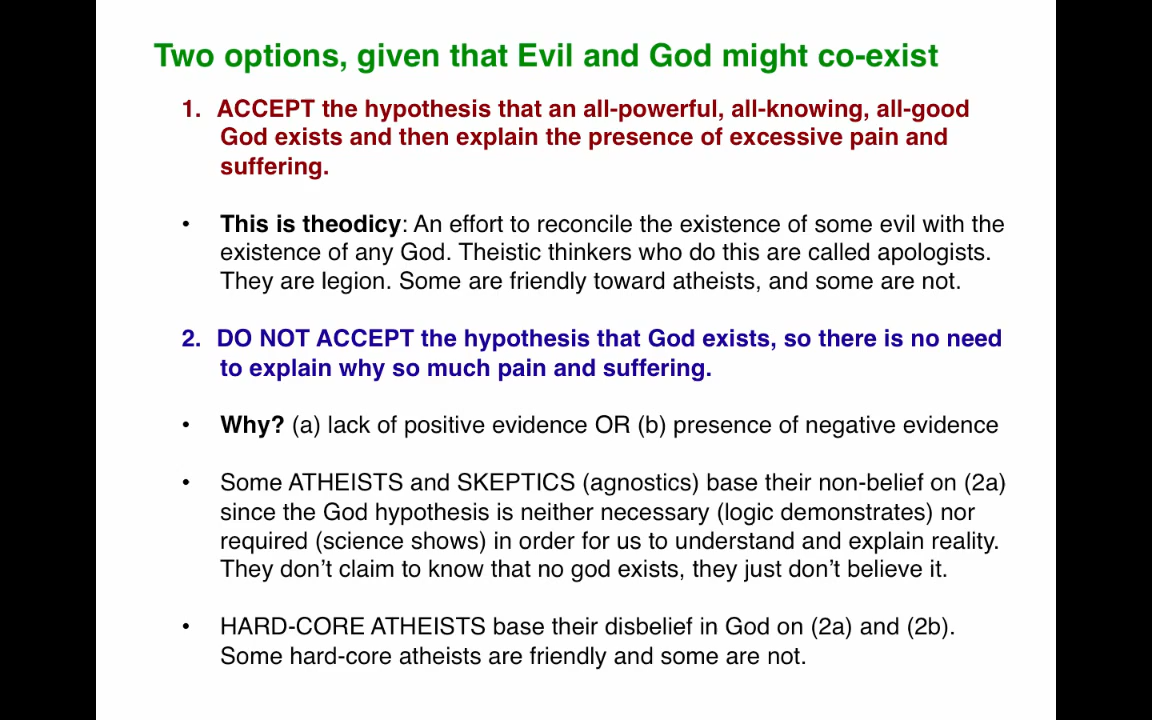 Two options, given that Evil and God might co-exist
1. ACCEPT the hypothesis that an all-powerful, all-knowing, all-good
God exists and then explain the presence of excessive pain and
suffering.
• This is theodicy: An effort to reconcile the existence of some evil with the
existence of any God. Theistic thinkers who do this are called apologists.
They are legion. Some are friendly toward atheists, and some are not.
2. DO NOT ACCEPT the hypothesis that God exists, so there is no need
to explain why so much pain and suffering.
• Why? (a) lack of positive evidence OR (b) presence of negative evidence
• Some ATHEISTS and SKEPTICS (agnostics) base their non-belief on (2a)
since the God hypothesis is neither necessary (logic demonstrates) nor
required (science shows) in order for us to understand and explain reality.
They don’t claim to know that no god exists, they just don’t believe it.
• HARD-CORE ATHEISTS base their disbelief in God on (2a) and (2b).
Some hard-core atheists are friendly and some are not.